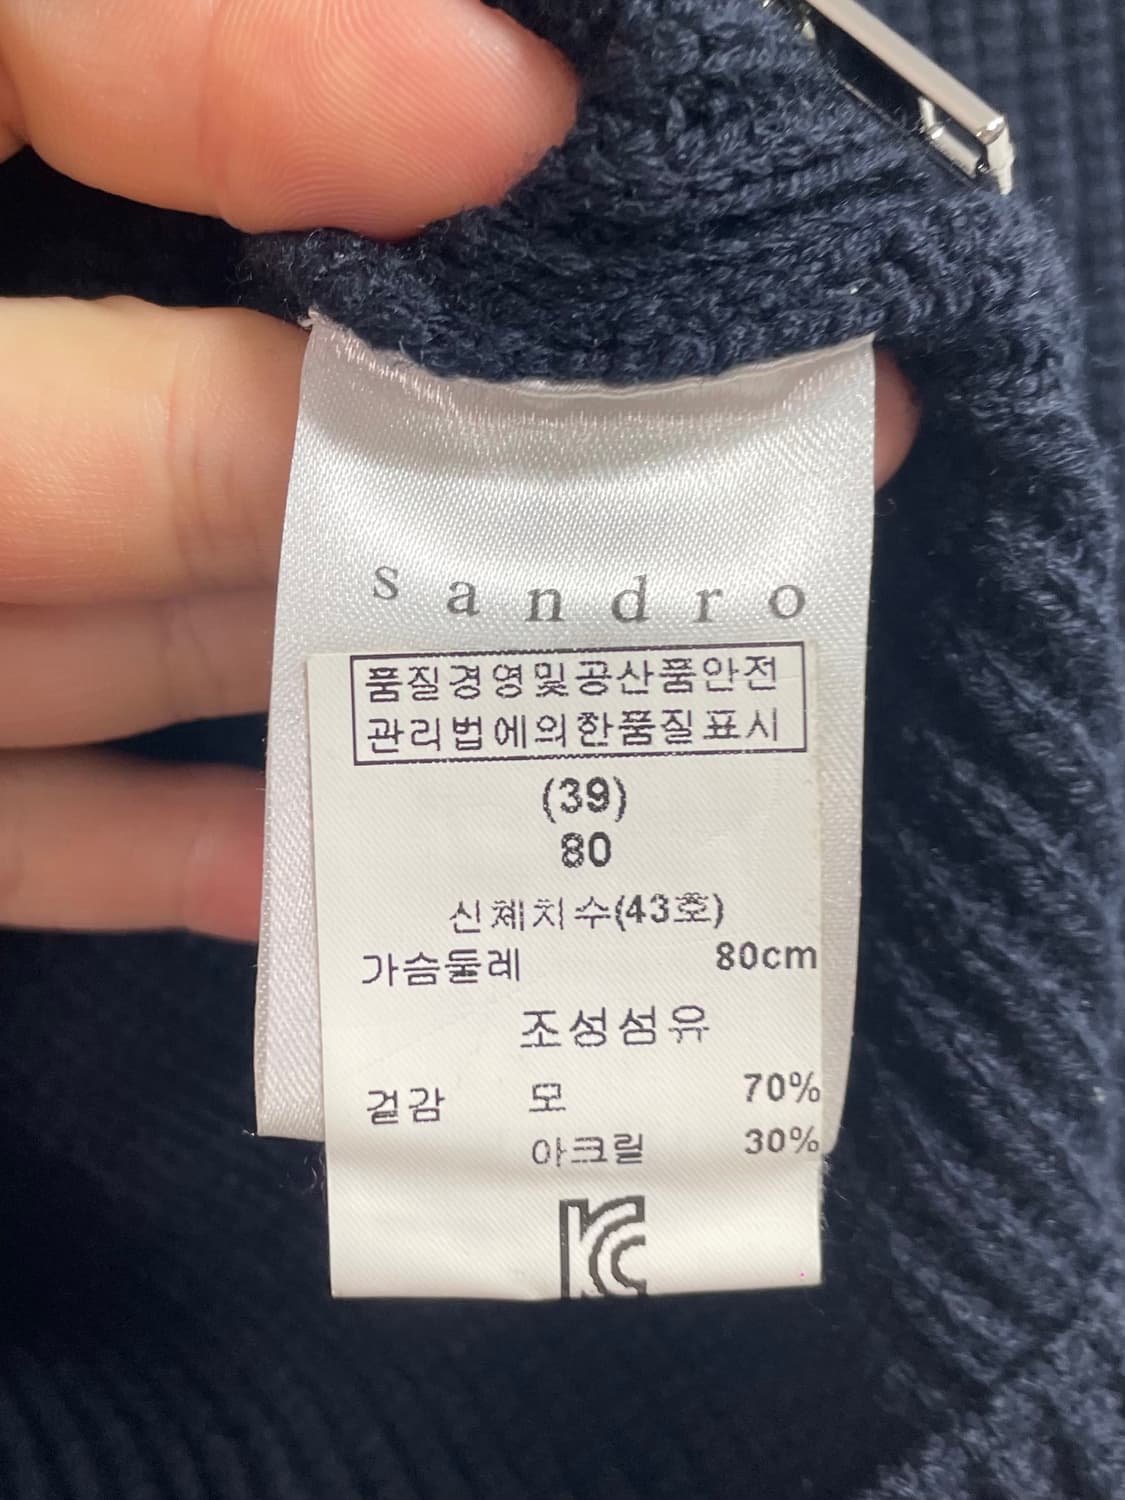 sandro
품질경영및공산품안전
관리법에의한품질표시
(39)
80
신체치수(43호)
가슴둘레 80cm
조성섬유
겉감 모 70%
아크릴 30%
KC